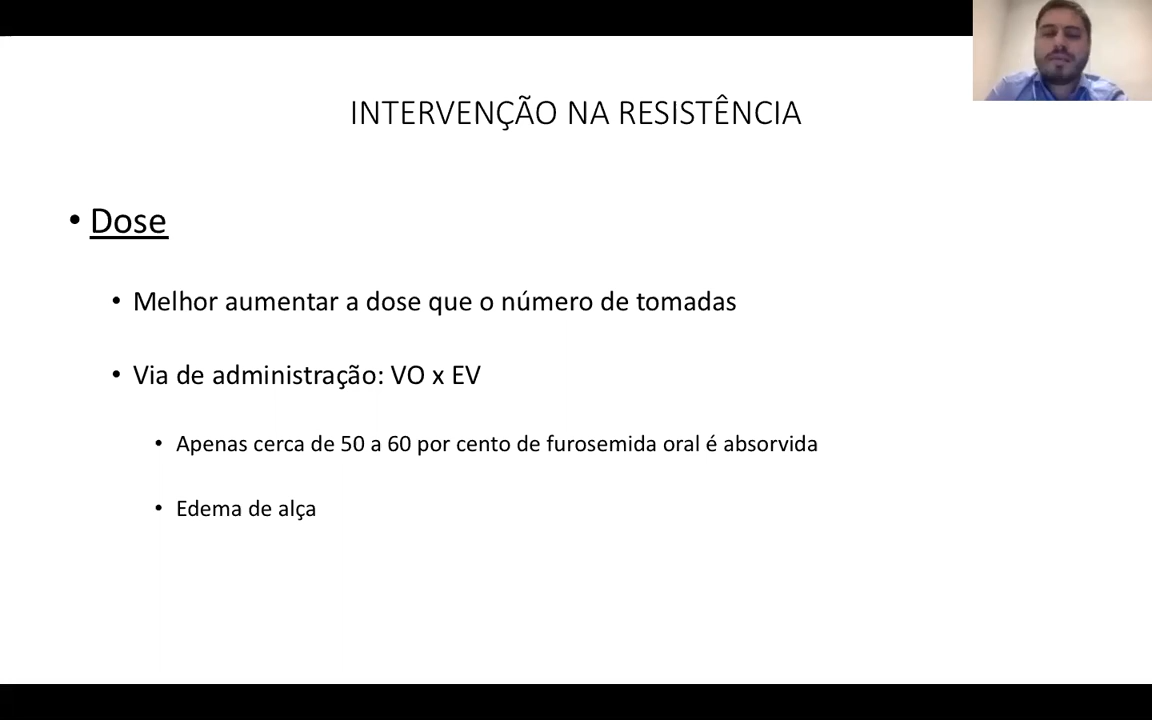 INTERVENÇÃO NA RESISTÊNCIA
• Dose
• Melhor aumentar a dose que o número de tomadas
• Via de administração: VO x EV
• Apenas cerca de 50 a 60 por cento de furosemida oral é absorvida
• Edema de alça